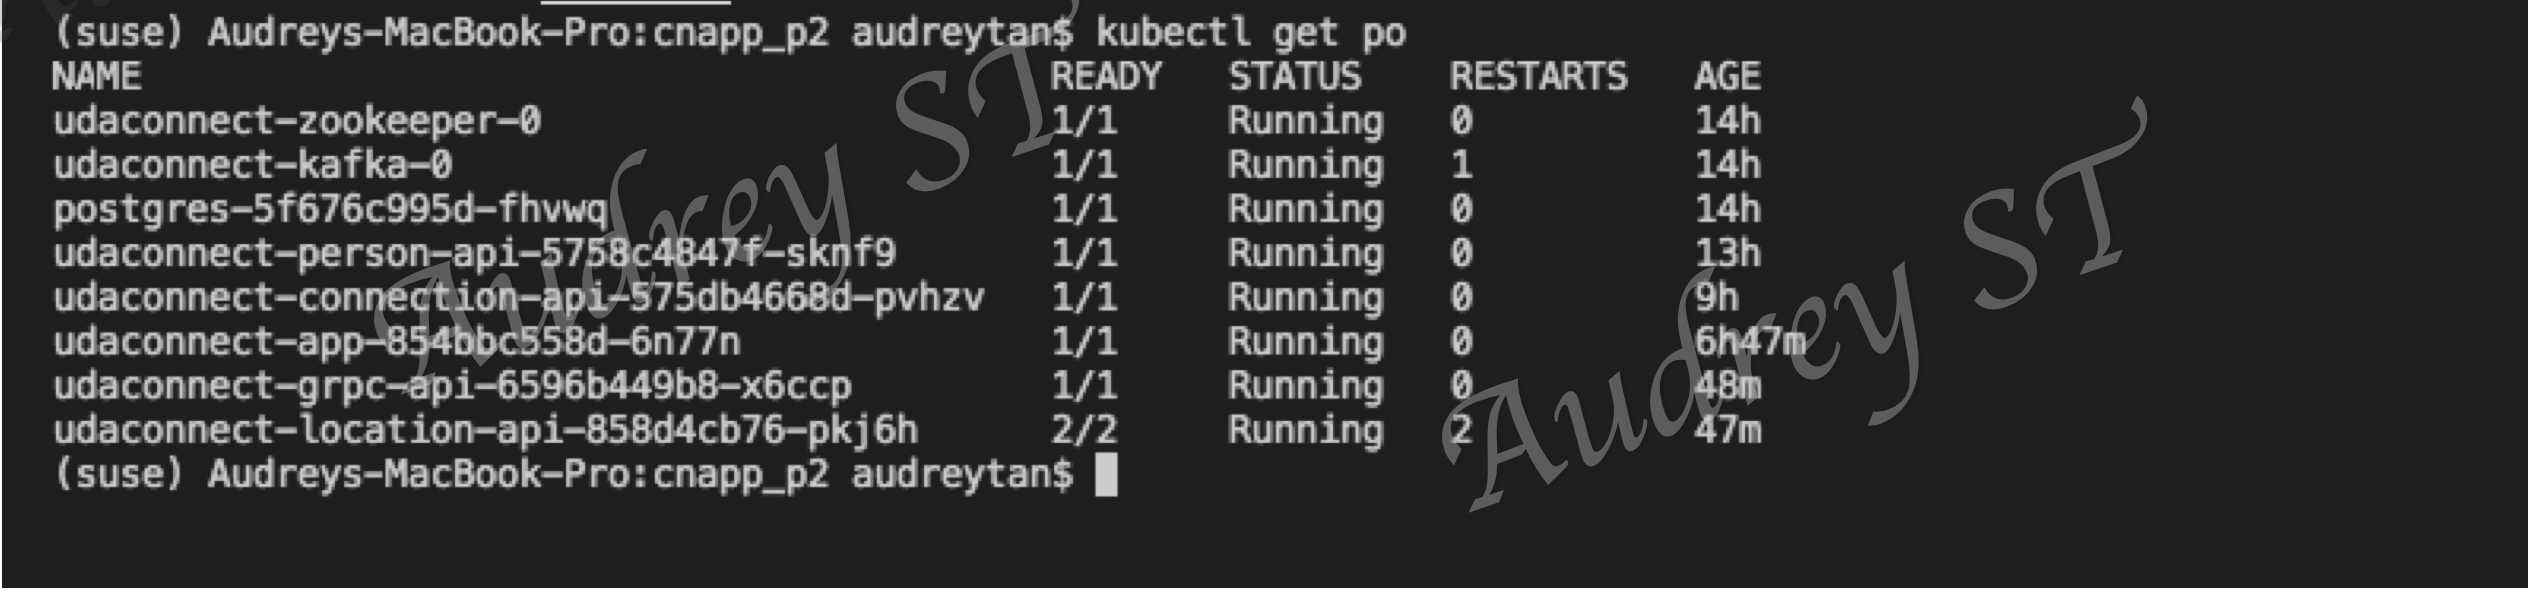 (suse) Audreys-MacBook-Pro:cnapp_p2 audreytan$ kubectl get po
NAME READY STATUS RESTARTS AGE
udaconnect-zookeeper-0 1/1 Running 0 14h
udaconnect-kafka-0 1/1 Running 1 14h
postgres-5f676c995d-fhvwq 1/1 Running 0 14h
udaconnect-person-api-5758c4847f-sknf9 1/1 Running 0 13h
udaconnect-connection-api-575db4668d-pvhzv 1/1 Running 0 9h
udaconnect-app-854bbc558d-6n77n 1/1 Running 0 6h47m
udaconnect-grpc-api-6596b449b8-x6ccp 1/1 Running 0 48m
udaconnect-location-api-858d4cb76-pkj6h 2/2 Running 2 47m
(suse) Audreys-MacBook-Pro:cnapp_p2 audreytan$
Audrey ST
Audrey ST